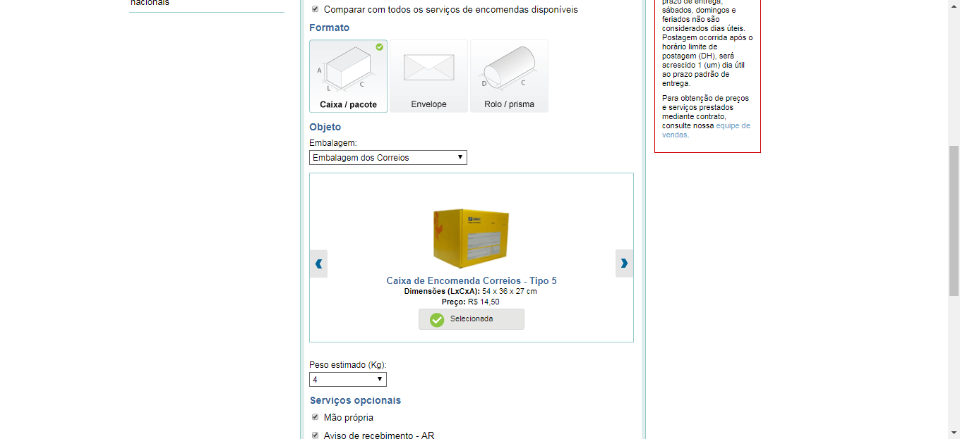 nacionais
Comparar com todos os serviços de encomendas disponíveis
Formato
A
L
C
Caixa / pacote
Envelope
D
C
Rolo / prisma
Objeto
Embalagem:
Embalagem dos Correios
Caixa de Encomenda Correios - Tipo 5
Dimensões (LxCxA): 54 x 36 x 27 cm
Preço: R$ 14,50
Selecionada
Peso estimado (Kg):
4
Serviços opcionais
Mão própria
Aviso de recebimento - AR
prazo de entrega,
sábados, domingos e
feriados não são
considerados dias úteis.
Postagem ocorrida após o
horário limite de
postagem (DH), será
acrescido 1 (um) dia útil
ao prazo padrão de
entrega.
Para obtenção de preços
e serviços prestados
mediante contrato,
consulte nossa equipe de
vendas.